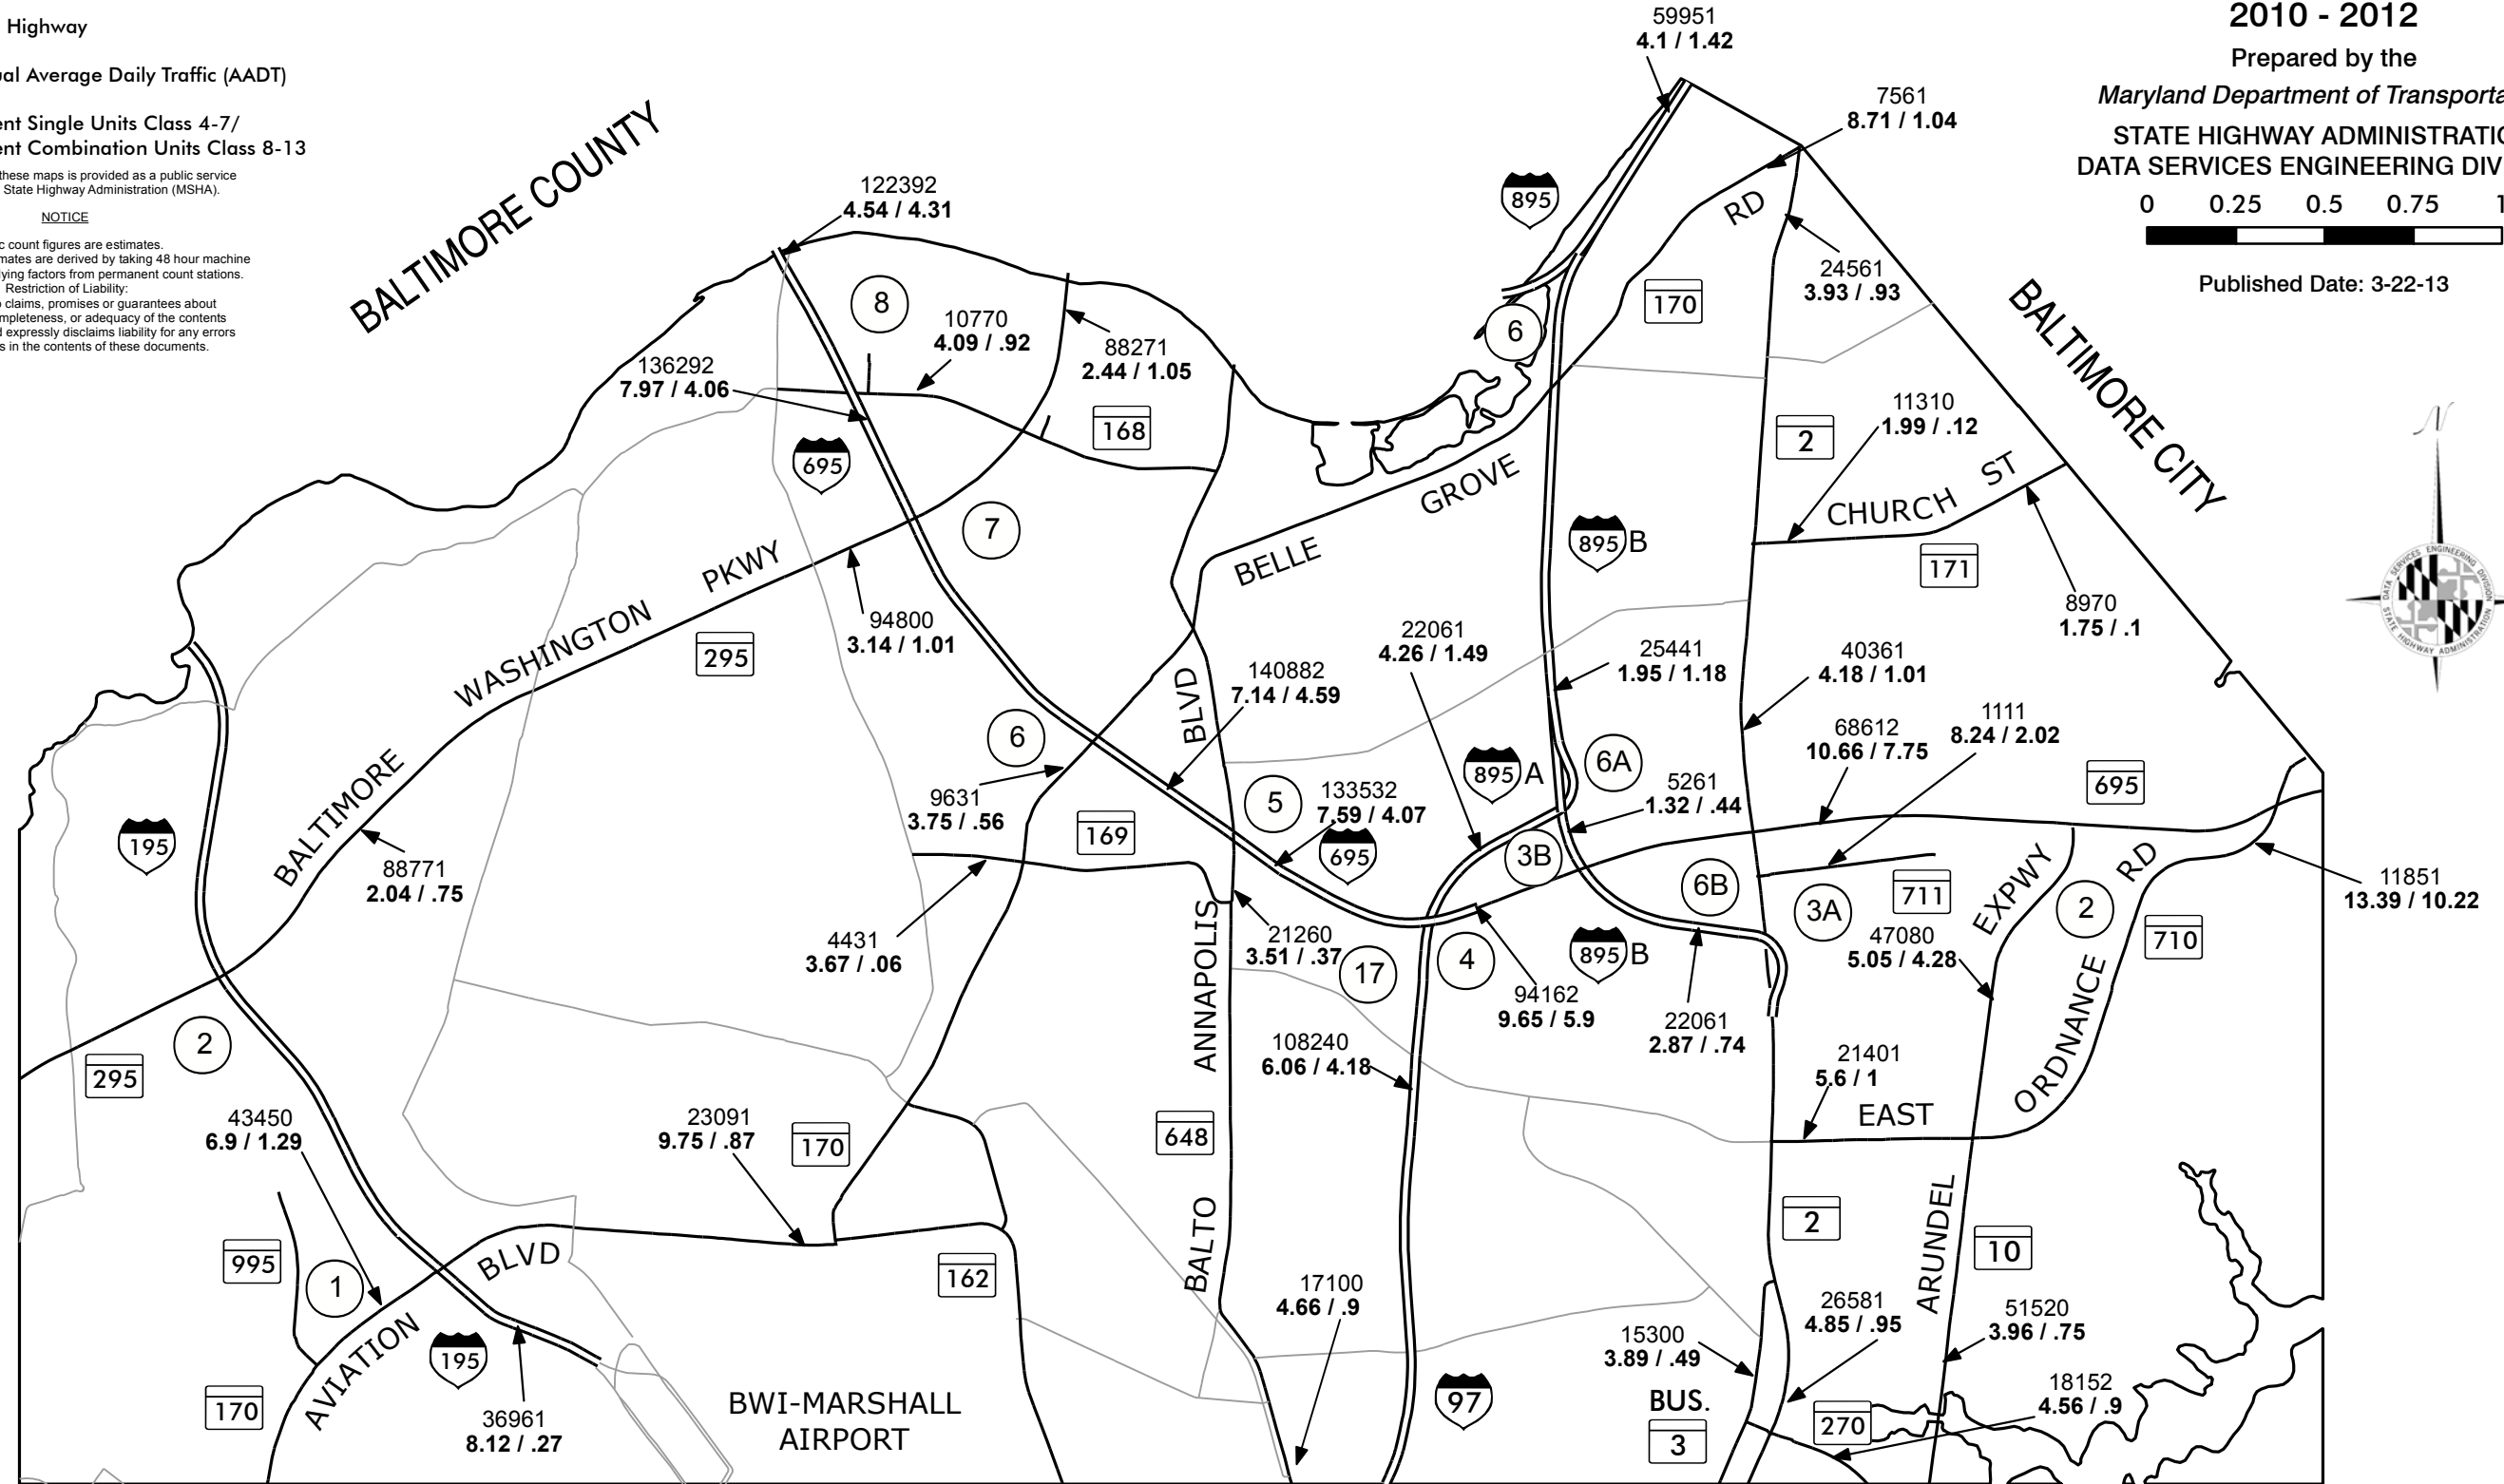 Highway
Average Daily Traffic (AADT)
Single Units Class 4-7/
Combination Units Class 8-13
these maps is provided as a public service
State Highway Administration (MSHA).
NOTICE
count figures are estimates.
are derived by taking 48 hour machine
factors from permanent count stations.
Restriction of Liability:
claims, promises or guarantees about
or adequacy of the contents
expressly disclaims liability for any errors
in the contents of these documents.
2010 - 2012
Prepared by the
Maryland Department of
STATE HIGHWAY
DATA SERVICES ENGINEERING
0 0.25 0.5 0.75 1
Published Date: 3-22-13
BALTIMORE COUNTY
BALTIMORE CITY
59951
4.1 / 1.42
7561
8.71 / 1.04
122392
4.54 / 4.31
895
RD
24561
3.93 / .93
170
8
10770
4.09 / .92
88271
2.44 / 1.05
6
136292
7.97 / 4.06
168
2
11310
1.99 / .12
695
GROVE
CHURCH ST
7
895 B
171
BELLE
WASHINGTON PKWY
94800
3.14 / 1.01
8970
1.75 / .1
295
22061
4.26 / 1.49
25441
1.95 / 1.18
40361
4.18 / 1.01
BLVD
140882
7.14 / 4.59
6
68612
10.66 / 7.75
1111
8.24 / 2.02
895 A
6A
695
BALTIMORE
9631
3.75 / .56
5
133532
7.59 / 4.07
5261
1.32 / .44
195
169
695
3B
88771
2.04 / .75
6B
711
EXPWY
RD
11851
13.39 / 10.22
3A
2
4431
3.67 / .06
ANNAPOLIS
21260
3.51 / .37
17
4
895 B
47080
5.05 / 4.28
710
94162
9.65 / 5.9
22061
2.87 / .74
2
108240
6.06 / 4.18
ORDNANCE
295
21401
5.6 / 1
EAST
43450
6.9 / 1.29
23091
9.75 / .87
170
648
2
10
995
BLVD
162
BALTO
ARUNDEL
1
17100
4.66 / .9
26581
4.85 / .95
51520
3.96 / .75
15300
3.89 / .49
AVIATION
195
170
36961
8.12 / .27
BWI-MARSHALL
AIRPORT
97
BUS.
3
270
18152
4.56 / .9
DATA SERVICES ENGINEERING DIVISION
STATE HIGHWAY ADMINISTRATION